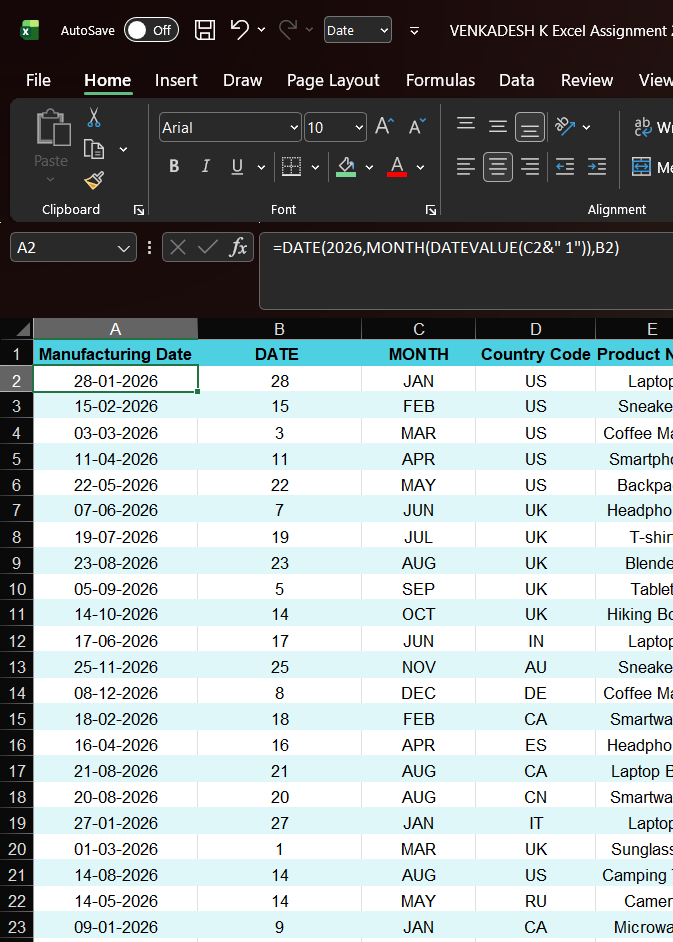 AutoSave Off Date VENKADESH K Excel Assignment
File Home Insert Draw Page Layout Formulas Data Review View
Paste Arial 10 A A ab
B I U A
Clipboard Font Alignment
A2 fx =DATE(2026,MONTH(DATEVALUE(C2&" 1")),B2)
A B C D E
1 Manufacturing Date DATE MONTH Country Code Product N
2 28-01-2026 28 JAN US Laptop
3 15-02-2026 15 FEB US Sneake
4 03-03-2026 3 MAR US Coffee Ma
5 11-04-2026 11 APR US Smartpho
6 22-05-2026 22 MAY US Backpa
7 07-06-2026 7 JUN UK Headpho
8 19-07-2026 19 JUL UK T-shir
9 23-08-2026 23 AUG UK Blende
10 05-09-2026 5 SEP UK Tablet
11 14-10-2026 14 OCT UK Hiking Bo
12 17-06-2026 17 JUN IN Laptop
13 25-11-2026 25 NOV AU Sneake
14 08-12-2026 8 DEC DE Coffee Ma
15 18-02-2026 18 FEB CA Smartwa
16 16-04-2026 16 APR ES Headpho
17 21-08-2026 21 AUG CA Laptop B
18 20-08-2026 20 AUG CN Smartwa
19 27-01-2026 27 JAN IT Laptop
20 01-03-2026 1 MAR UK Sunglass
21 14-08-2026 14 AUG US Camping
22 14-05-2026 14 MAY RU Camer
23 09-01-2026 9 JAN CA Microwa